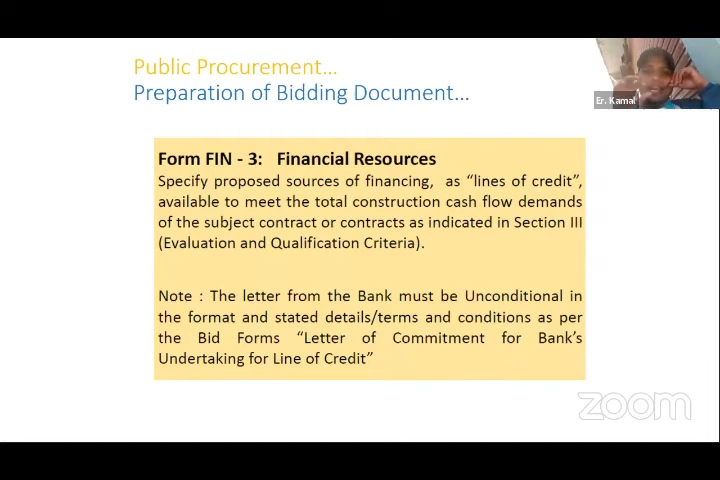 Public Procurement…
Preparation of Bidding Document…
Er. Kamal
Form FIN - 3: Financial Resources
Specify proposed sources of financing, as “lines of credit”,
available to meet the total construction cash flow demands
of the subject contract or contracts as indicated in Section III
(Evaluation and Qualification Criteria).
Note : The letter from the Bank must be Unconditional in
the format and stated details/terms and conditions as per
the Bid Forms “Letter of Commitment for Bank’s
Undertaking for Line of Credit”
zoom